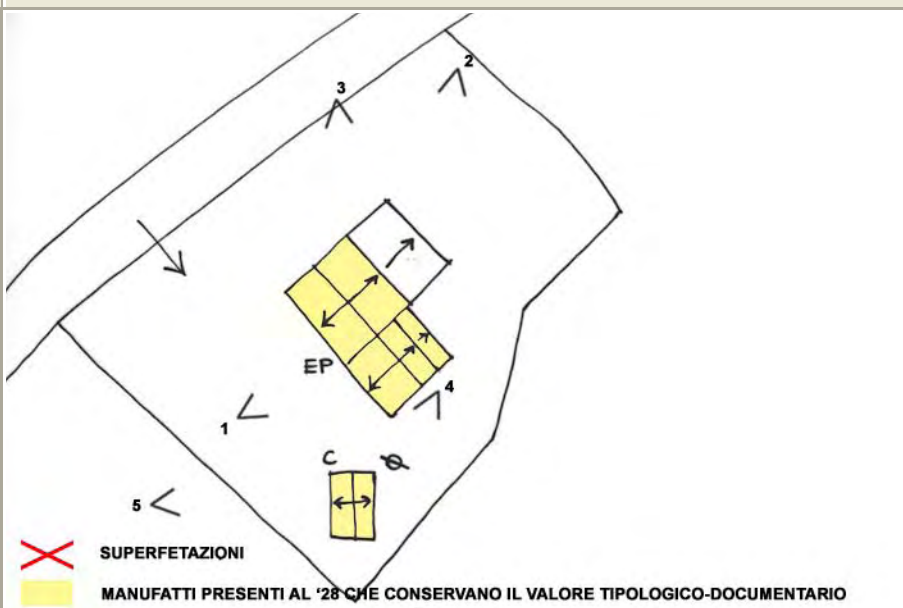 2
3
EP
4
1
C
5
SUPERFETAZIONI
MANUFATTI PRESENTI AL '28 CHE CONSERVANO IL VALORE TIPOLOGICO-DOCUMENTARIO